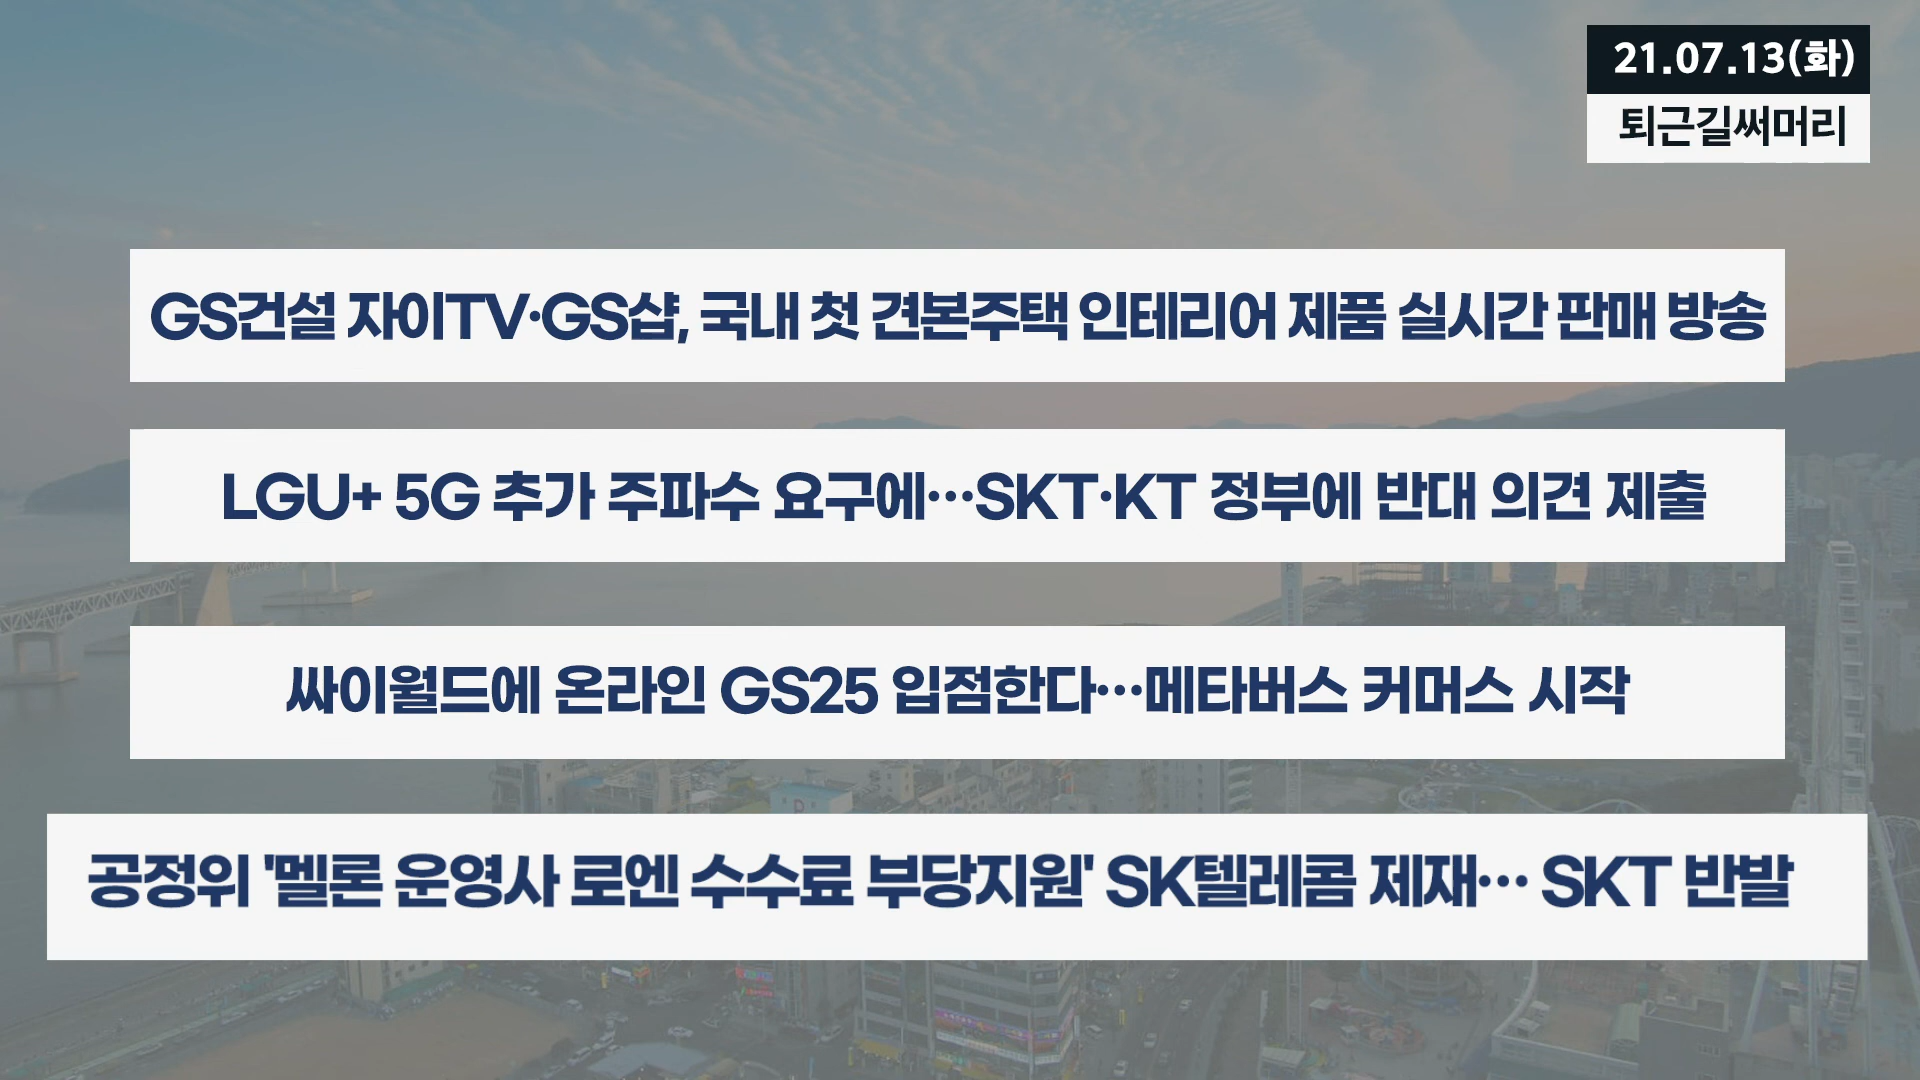 21.07.13(화)
퇴근길써머리
GS건설 자이TV·GS샵, 국내 첫 견본주택 인테리어 제품 실시간 판매 방송
LGU+ 5G 추가 주파수 요구에…SKT·KT 정부에 반대 의견 제출
싸이월드에 온라인 GS25 입점한다…메타버스 커머스 시작
공정위 '멜론 운영사 로엔 수수료 부당지원' SK텔레콤 제재… SKT 반발